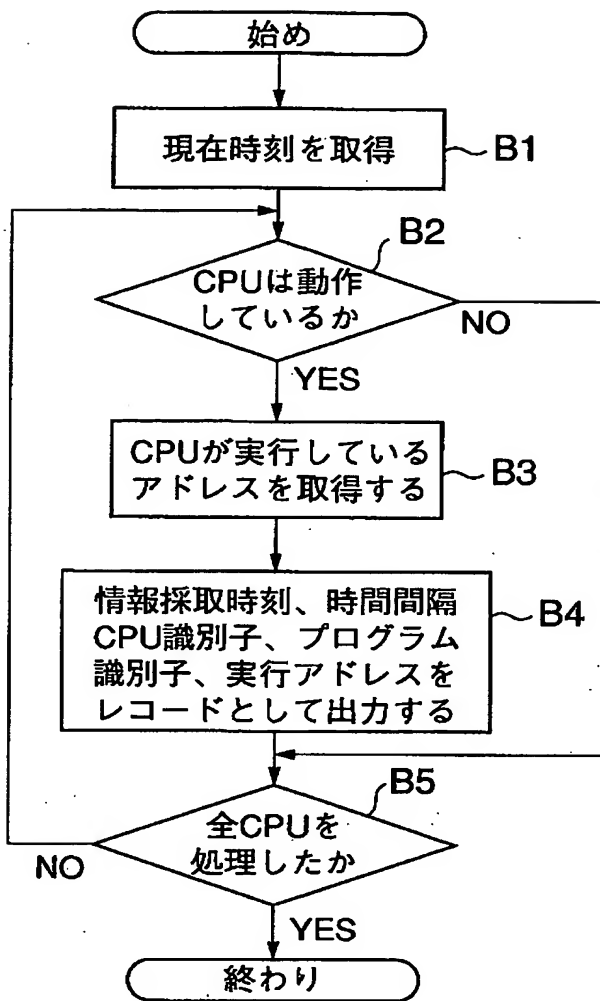 始め
現在時刻を取得
B1
B2
CPUは動作
しているか
NO
YES
CPUが実行している
アドレスを取得する
B3
情報採取時刻、時間間隔
CPU識別子、プログラム
識別子、実行アドレスを
レコードとして出力する
B4
B5
全CPUを
処理したか
NO
YES
終わり